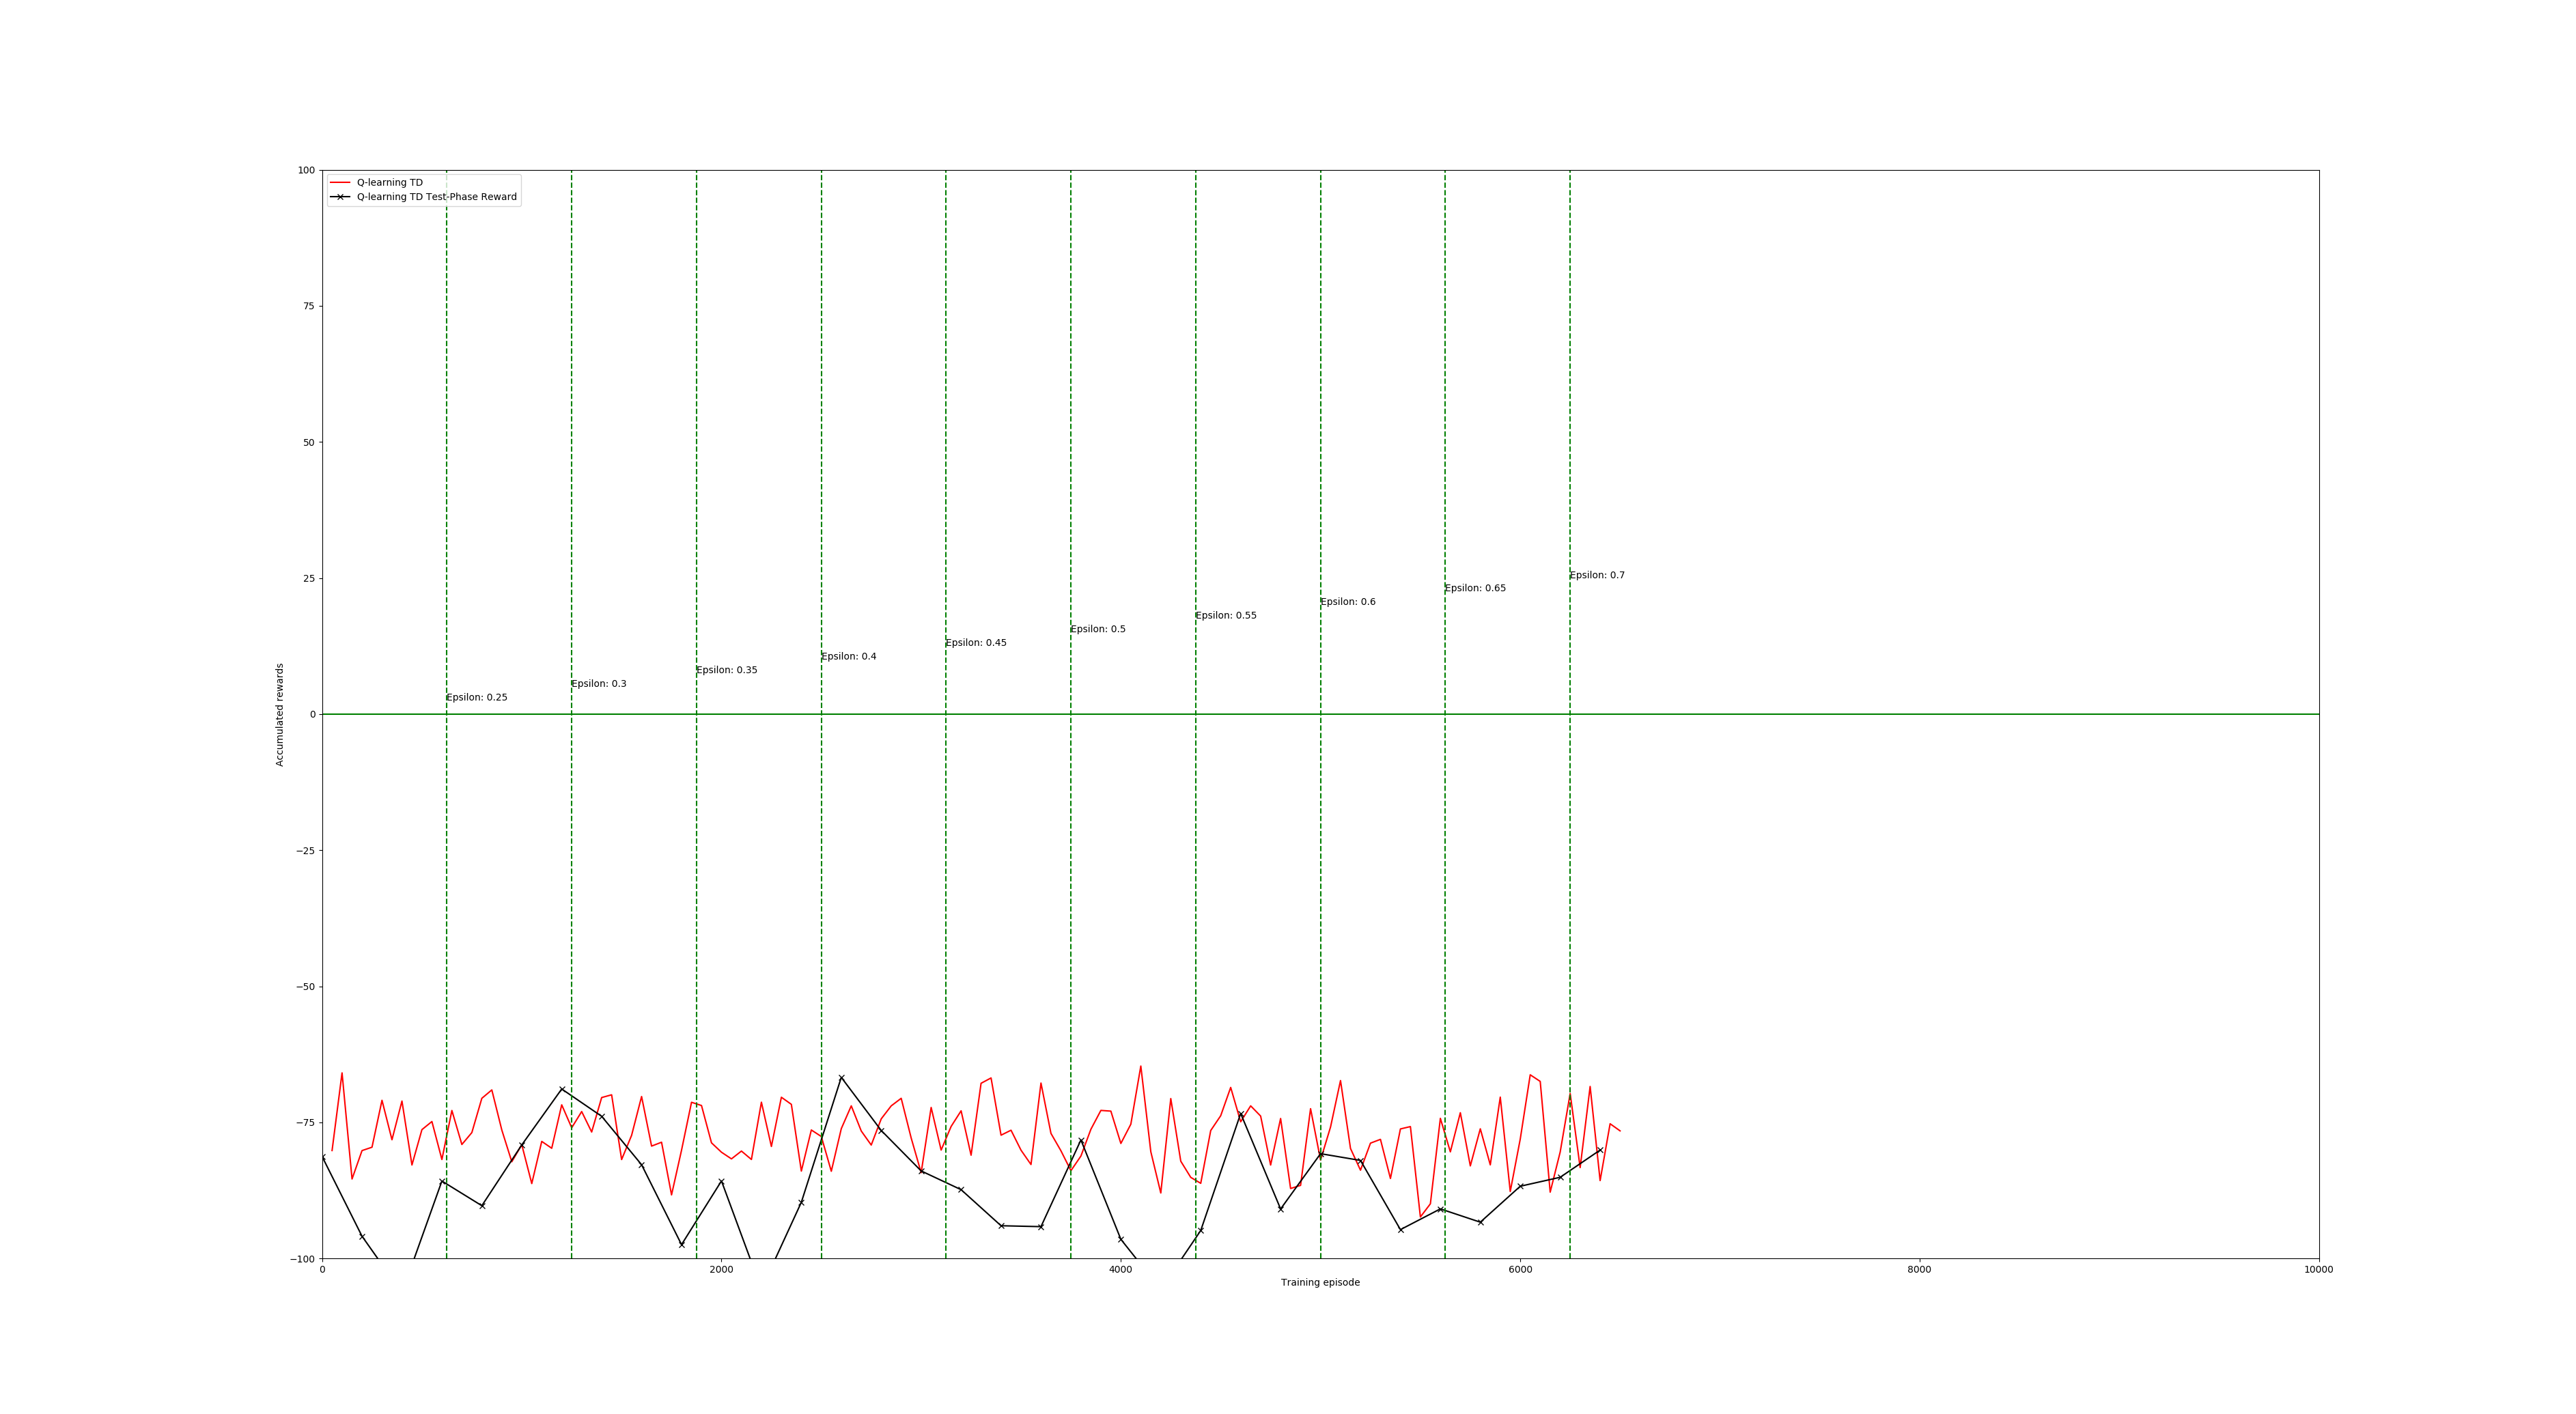 100
Q-learning TD
Q-learning TD Test-Phase Reward
75
50
25
Epsilon: 0.7
Epsilon: 0.65
Epsilon: 0.6
Epsilon: 0.55
Epsilon: 0.5
Epsilon: 0.45
Epsilon: 0.4
Epsilon: 0.35
Epsilon: 0.3
Epsilon: 0.25
Accumulated rewards
0
−25
−50
−75
−100
0 2000 4000 6000 8000 10000
Training episode